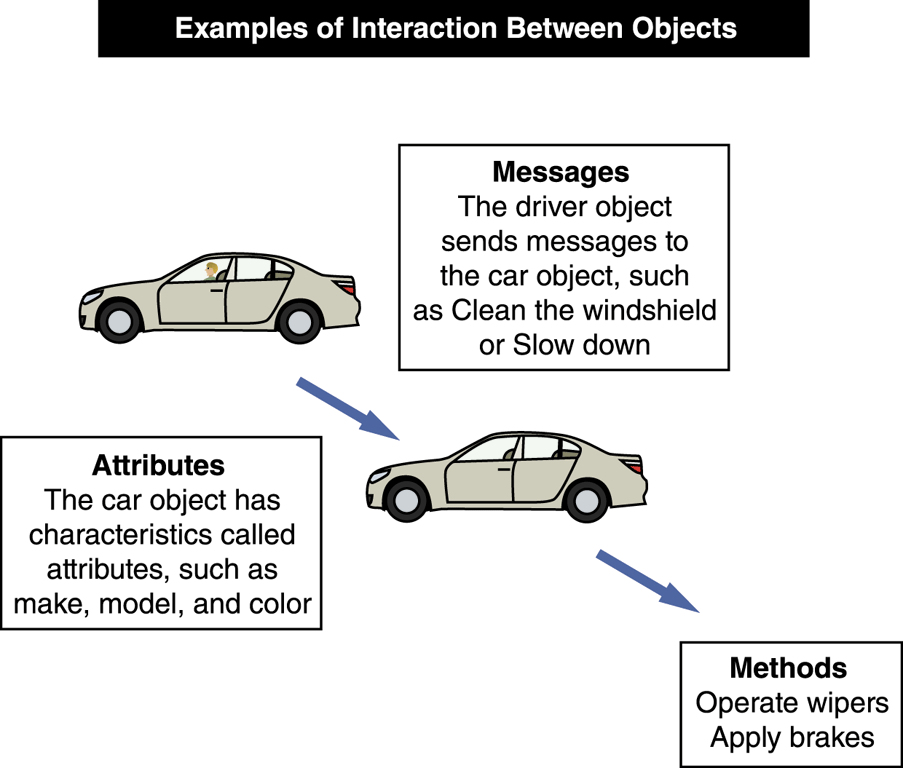 Examples of Interaction Between Objects
Messages
The driver object
sends messages to
the car object, such
as Clean the windshield
or Slow down
Attributes
The car object has
characteristics called
attributes, such as
make, model, and color
Methods
Operate wipers
Apply brakes